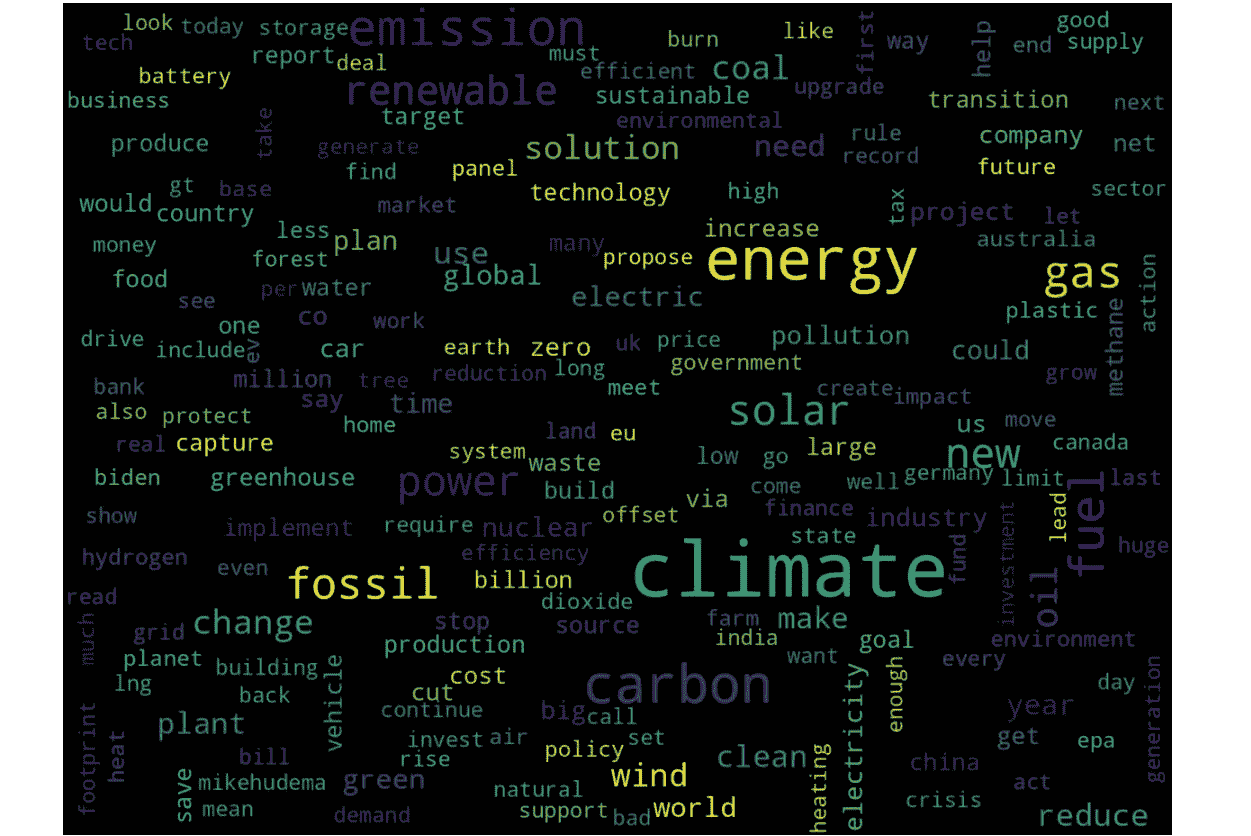 look today storage emission burn like first way help good
tech report deal must end supply
battery efficient coal upgrade
business renewable sustainable transition next
take target environmental
produce generate solution need rule company net
find panel record future
gt base technology high tax sector
would country market project let
less increase
money plan use many energy australia
forest propose gas action
food per water global
see electric plastic
co work methane
drive one uk price pollution
include ev car earth zero government could
long
million tree reduction meet create impact grow
bank say time solar
also protect home us move
real capture land eu new canada
system low go large
biden greenhouse power waste come well germany limit last
build via
show offset finance industry lead fuel
implement require nuclear state
hydrogen efficiency climate fund investment huge
even fossil billion
read dioxide oil
much change stop farm make
grid production source india goal environment
planet building want every
lng cost day
back vehicle cut carbon enough
footprint plant continue big call electricity year generation
heat invest air set get epa
bill rise policy clean
save mikehudema green wind heating china act
natural crisis
mean demand support bad world reduce